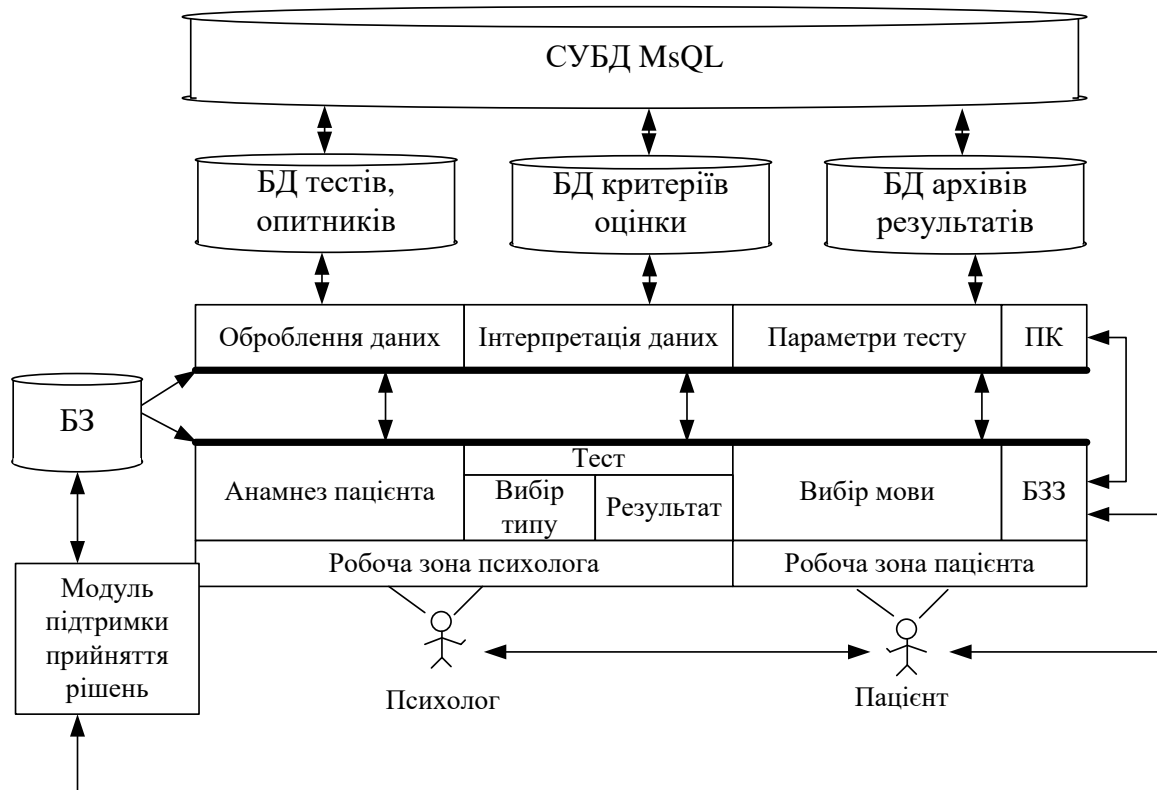 СУБД MsQL
БД тестів,
опитників
БД критеріїв
оцінки
БД архівів
результатів
Оброблення даних
Інтерпретація даних
Параметри тесту
ПК
БЗ
Анамнез пацієнта
Тест
Вибір
типу
Результат
Вибір мови
БЗЗ
Робоча зона психолога
Робоча зона пацієнта
Модуль
підтримки
прийняття
рішень
Психолог
Пацієнт